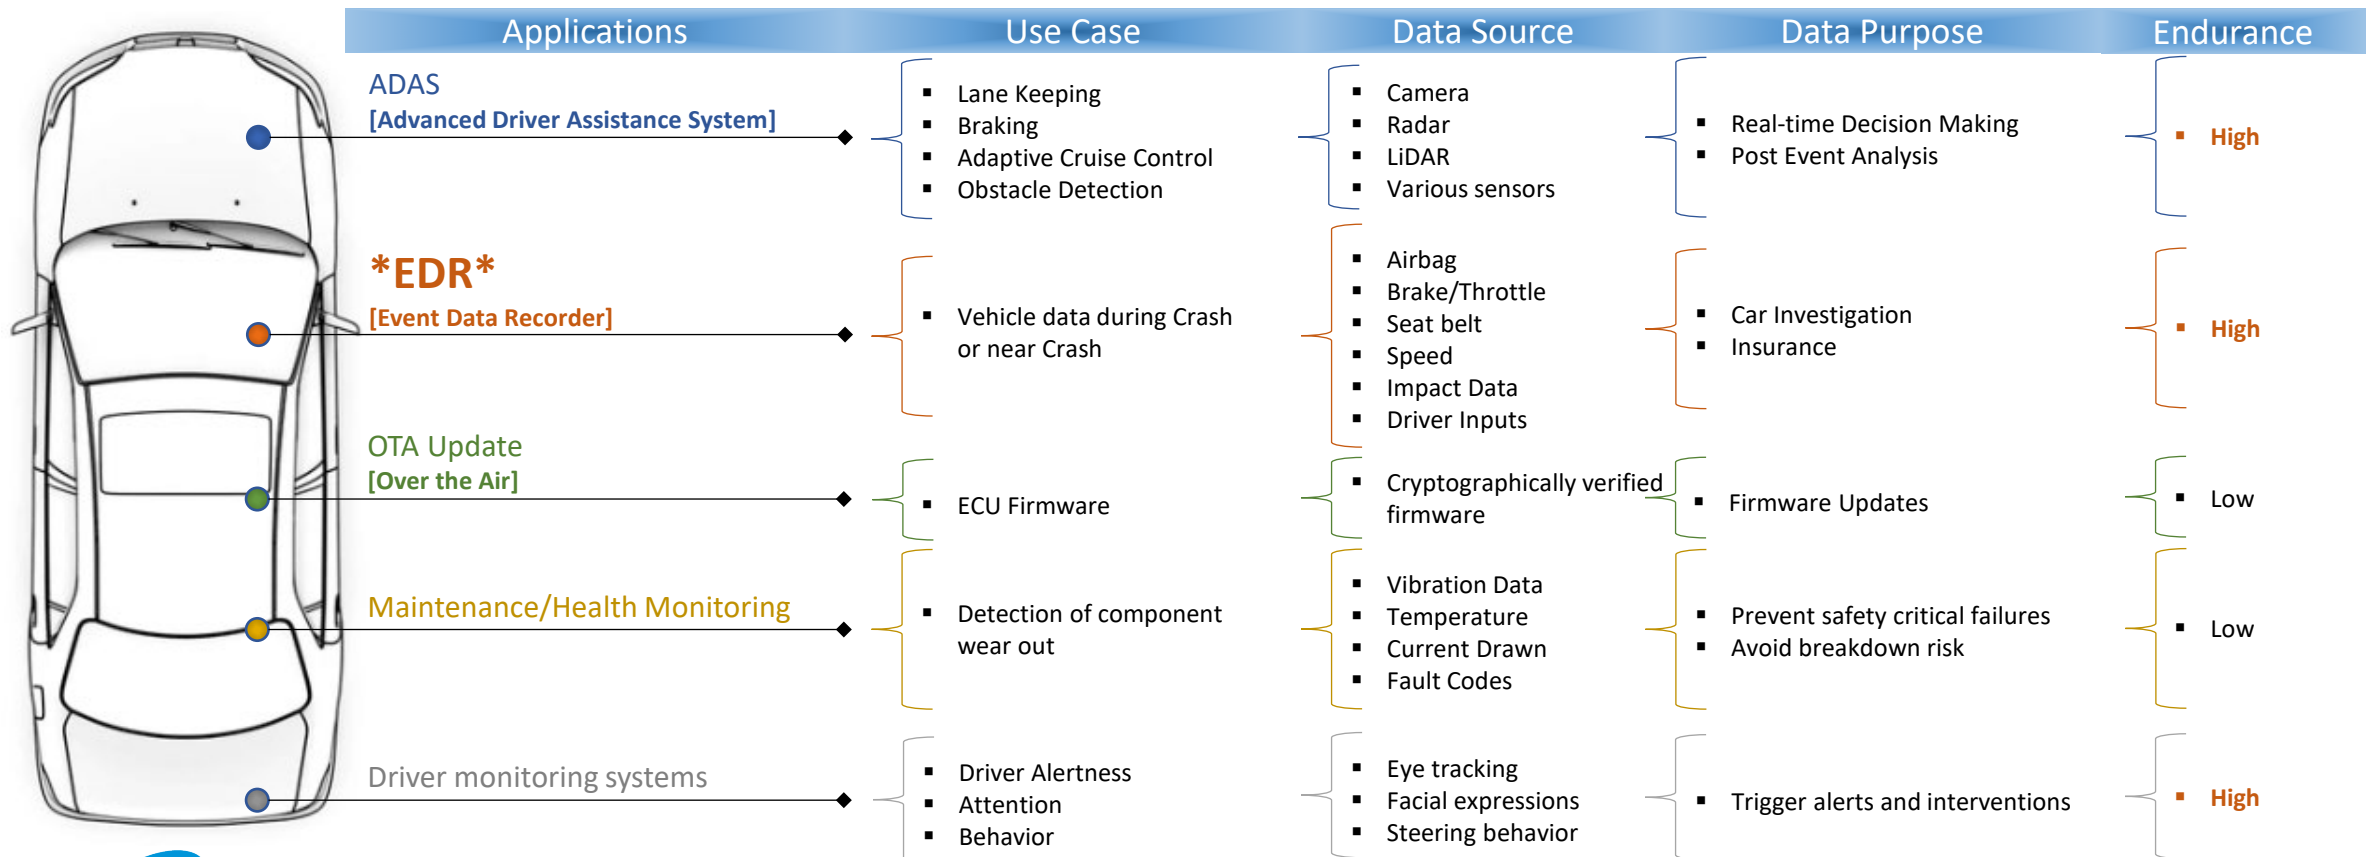 Applications
Use Case
Data Source
Data Purpose
Endurance
ADAS
[Advanced Driver Assistance System]
Lane Keeping
Braking
Adaptive Cruise Control
Obstacle Detection
Camera
Radar
LiDAR
Various sensors
Real-time Decision Making
Post Event Analysis
High
*EDR*
[Event Data Recorder]
Vehicle data during Crash
or near Crash
Airbag
Brake/Throttle
Seat belt
Speed
Impact Data
Driver Inputs
Car Investigation
Insurance
High
OTA Update
[Over the Air]
ECU Firmware
Cryptographically verified
firmware
Firmware Updates
Low
Maintenance/Health Monitoring
Detection of component
wear out
Vibration Data
Temperature
Current Drawn
Fault Codes
Prevent safety critical failures
Avoid breakdown risk
Low
Driver monitoring systems
Driver Alertness
Attention
Behavior
Eye tracking
Facial expressions
Steering behavior
Trigger alerts and interventions
High